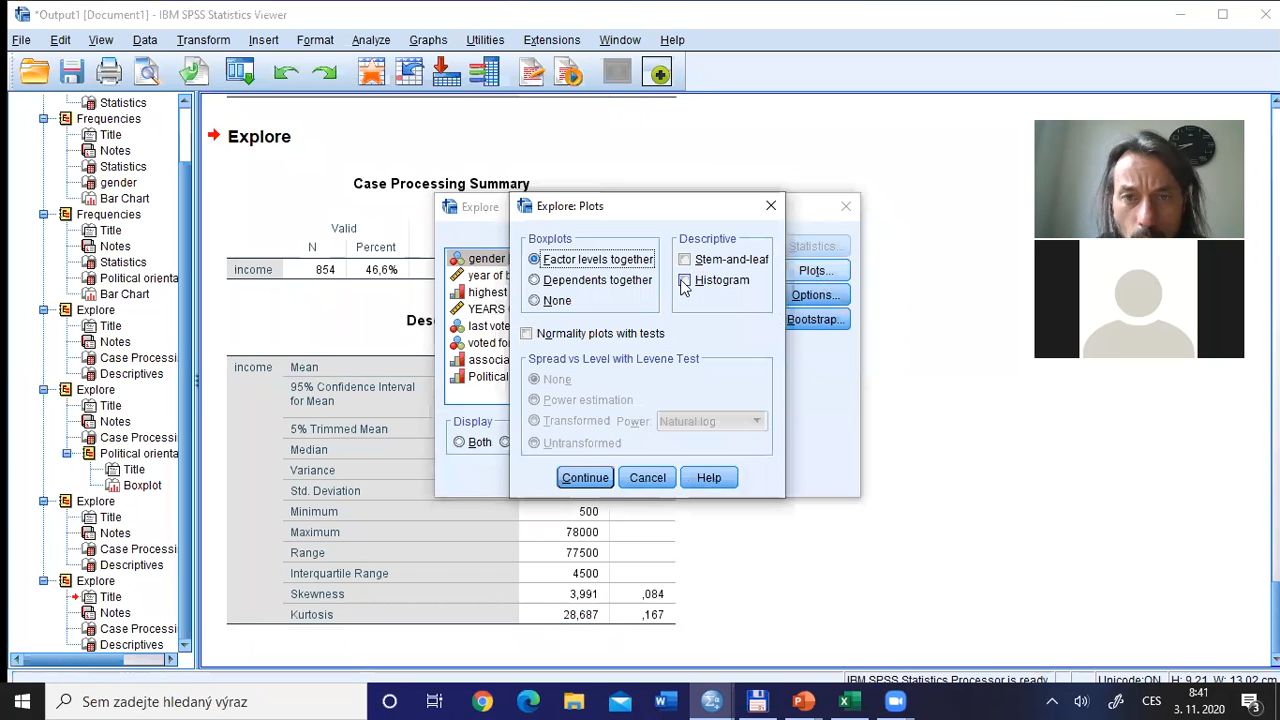 *Output1 [Document1] - IBM SPSS Statistics Viewer
File Edit View Data Transform Insert Format Analyze Graphs Utilities Extensions Window Help
Statistics
Frequencies
Title
Notes
Statistics
gender
Bar Chart
Frequencies
Title
Notes
Statistics
Political orienta
Bar Chart
Explore
Title
Notes
Case Processi
Descriptives
Explore
Title
Notes
Case Processi
Political orienta
Title
Boxplot
Explore
Title
Notes
Case Processi
Descriptives
Explore
Title
Notes
Case Processi
Descriptives
Explore
Case Processing Summary
Valid
N Percent
income 854 46,6%
Des
income Mean
95% Confidence Interval
for Mean
5% Trimmed Mean
Median
Variance
Std. Deviation
Minimum 500
Maximum 78000
Range 77500
Interquartile Range 4500
Skewness 3,991 ,084
Kurtosis 28,687 ,167
Explore
gender
year of
highest
YEARS
last vote
voted fo
associa
Political
Display
Both
Statistics...
Plots...
Options...
Bootstrap...
Explore: Plots
Boxplots
Factor levels together
Dependents together
None
Descriptive
Stem-and-leaf
Histogram
Normality plots with tests
Spread vs Level with Levene Test
None
Power estimation
Transformed Power: Natural log
Untransformed
Continue Cancel Help
IBM SPSS Statistics Processor is ready
Unicode:ON
H: 9,21, W: 13,02 cm
Sem zadejte hledaný výraz
CES
8:41
3. 11. 2020
3